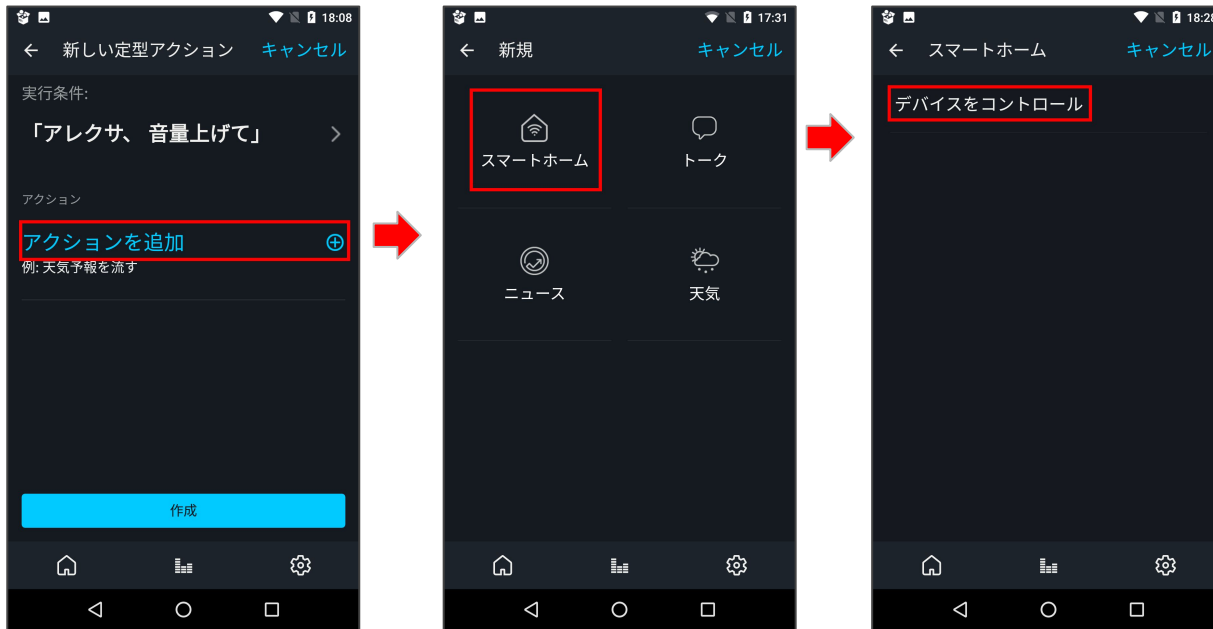 18:08
新しい定型アクション キャンセル
実行条件:
「アレクサ、 音量上げて」
アクション
アクションを追加
例: 天気予報を流す
作成
17:31
新規 キャンセル
スマートホーム トーク
ニュース 天気
18:28
スマートホーム キャンセル
デバイスをコントロール